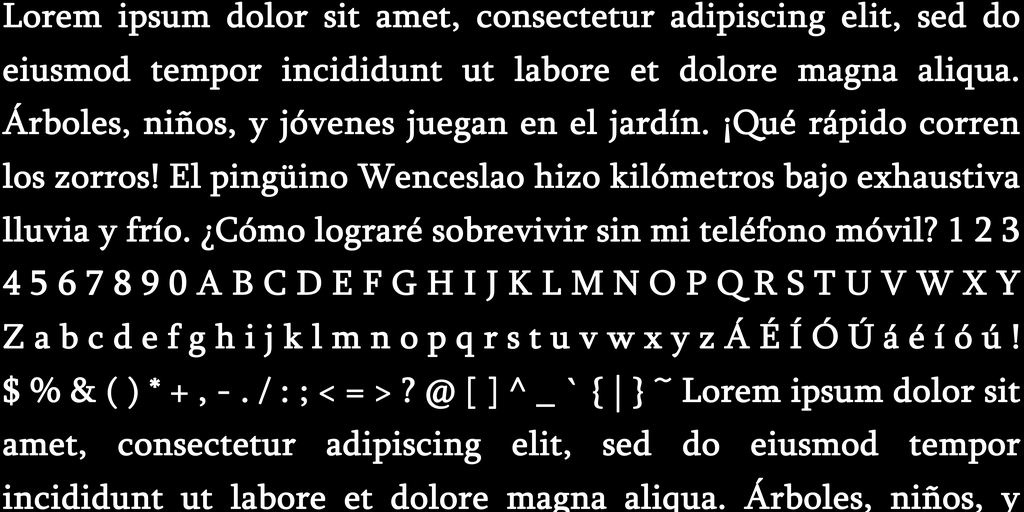 Lorem ipsum dolor sit amet, consectetur adipiscing elit, sed do
eiusmod tempor incididunt ut labore et dolore magna aliqua.
Árboles, niños, y jóvenes juegan en el jardín. ¡Qué rápido corren
los zorros! El pingüino Wenceslao hizo kilómetros bajo exhaustiva
lluvia y frío. ¿Cómo lograré sobrevivir sin mi teléfono móvil? 1 2 3
4 5 6 7 8 9 0 A B C D E F G H I J K L M N O P Q R S T U V W X Y
Z a b c d e f g h i j k l m n o p q r s t u v w x y z Á É Í Ó Ú á é í ó ú !
$ % & ( ) * + , - . / : ; < = > ? @ [ ] ^ _ ` { | } ~ Lorem ipsum dolor sit
amet, consectetur adipiscing elit, sed do eiusmod tempor
incididunt ut labore et dolore magna aliqua. Árboles, niños, y